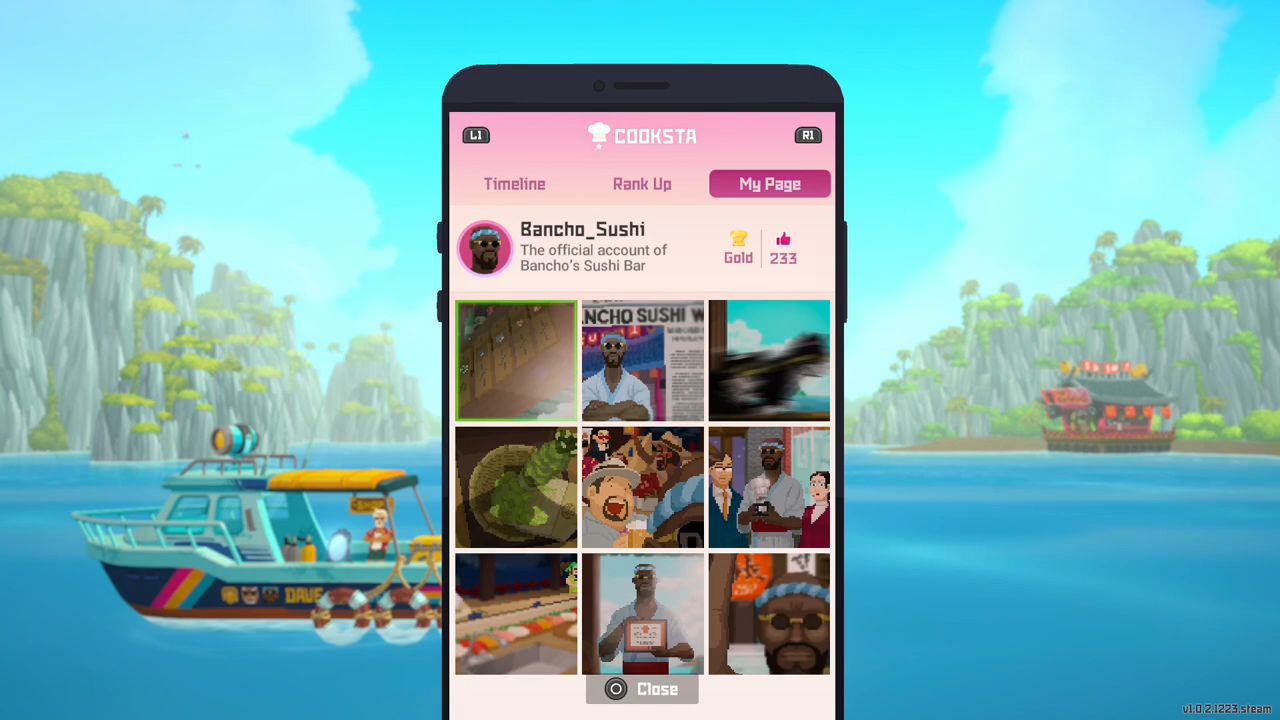 L1
COOKSTA
R1
Timeline
Rank Up
My Page
Bancho_Sushi
The official account of
Bancho's Sushi Bar
Gold
233
NCHO SUSHI W
DAVE
Close
v1.0.2.1223.steam